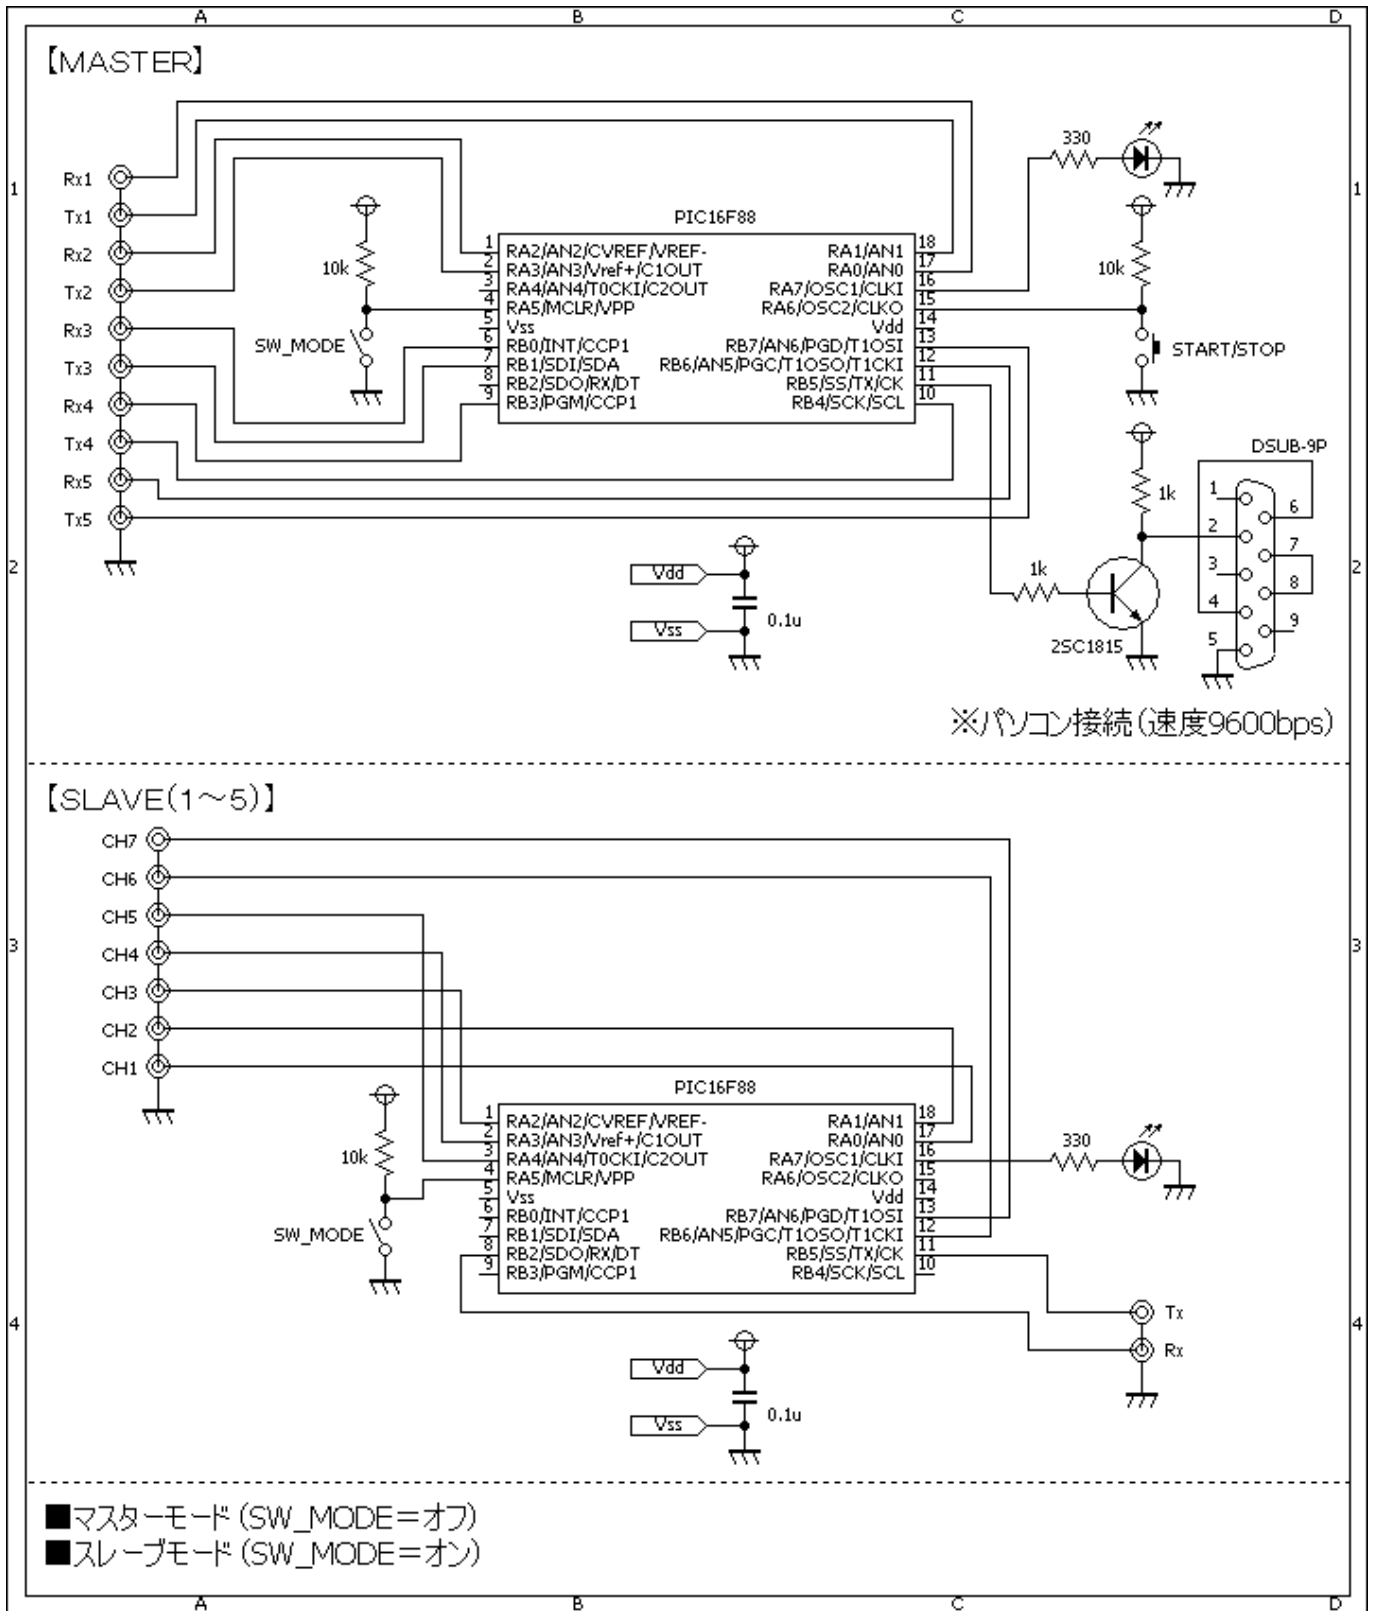 A B C D
【MASTER】
330
Rx1
1 1
Tx1
PIC16F88
Rx2
1 RA2/AN2/CVREF/VREF- RA1/AN1 18
10k
2 RA3/AN3/Vref+/C1OUT RA0/AN0 17
10k
Tx2
3 RA4/AN4/T0CKI/C2OUT RA7/OSC1/CLKI 16
4 RA5/MCLR/VPP RA6/OSC2/CLKO 15
Rx3
5 Vss Vdd 14
SW_MODE
6 RB0/INT/CCP1 RB7/AN6/PGD/T1OSI 13
START/STOP
Tx3
7 RB1/SDI/SDA RB6/AN5/PGC/T1OSO/T1CKI 12
8 RB2/SDO/RX/DT RB5/SS/TX/CK 11
Rx4
9 RB3/PGM/CCP1 RB4/SCK/SCL 10
Tx4
DSUB-9P
Rx5
1k
1
6
Tx5
2
7
2 2
Vdd
1k
3
8
0.1u
4
9
Vss
2SC1815
5
※パソコン接続(速度9600bps)
【SLAVE(1～5)】
CH7
CH6
CH5
3 3
CH4
CH3
CH2
CH1
PIC16F88
1 RA2/AN2/CVREF/VREF- RA1/AN1 18
2 RA3/AN3/Vref+/C1OUT RA0/AN0 17
330
10k
3 RA4/AN4/T0CKI/C2OUT RA7/OSC1/CLKI 16
4 RA5/MCLR/VPP RA6/OSC2/CLKO 15
5 Vss Vdd 14
6 RB0/INT/CCP1 RB7/AN6/PGD/T1OSI 13
SW_MODE
7 RB1/SDI/SDA RB6/AN5/PGC/T1OSO/T1CKI 12
8 RB2/SDO/RX/DT RB5/SS/TX/CK 11
9 RB3/PGM/CCP1 RB4/SCK/SCL 10
Tx
4 4
Rx
Vdd
0.1u
Vss
■マスターモード(SW_MODE＝オフ)
■スレーブモード(SW_MODE＝オン)
A B C D